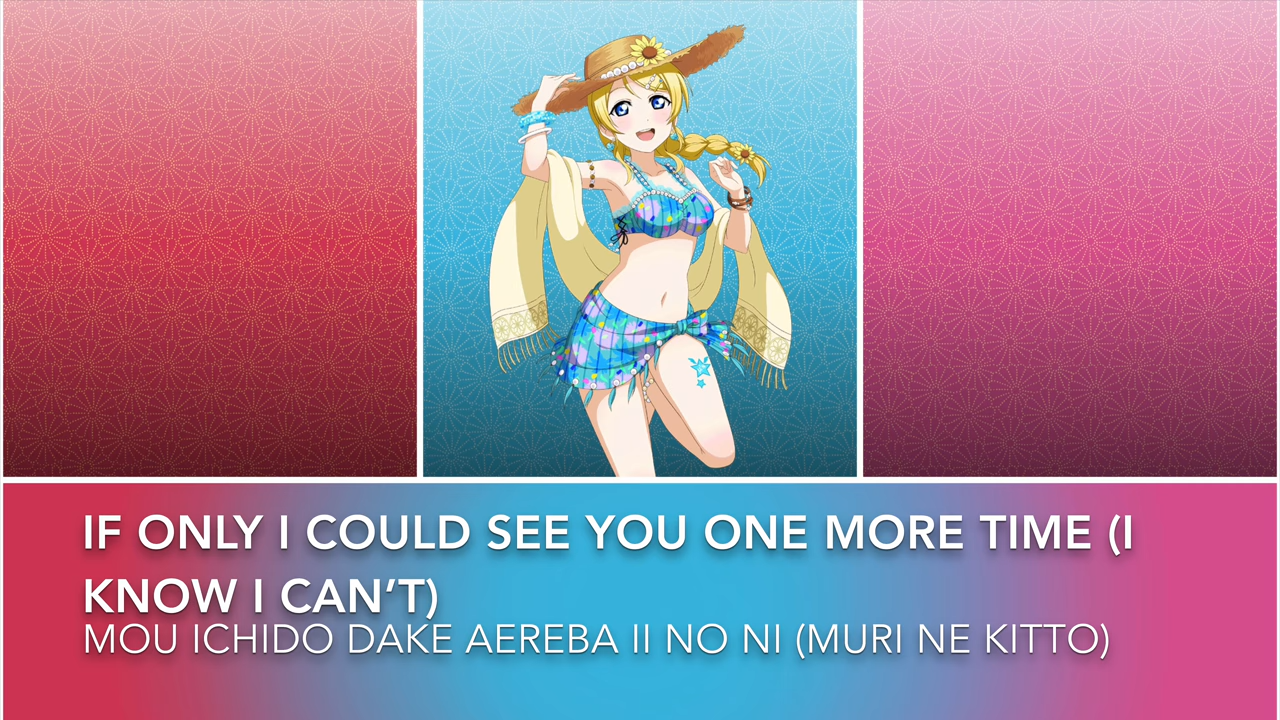 IF ONLY I COULD SEE YOU ONE MORE TIME (I
KNOW I CAN’T)
MOU ICHIDO DAKE AEREBA II NO NI (MURI NE KITTO)